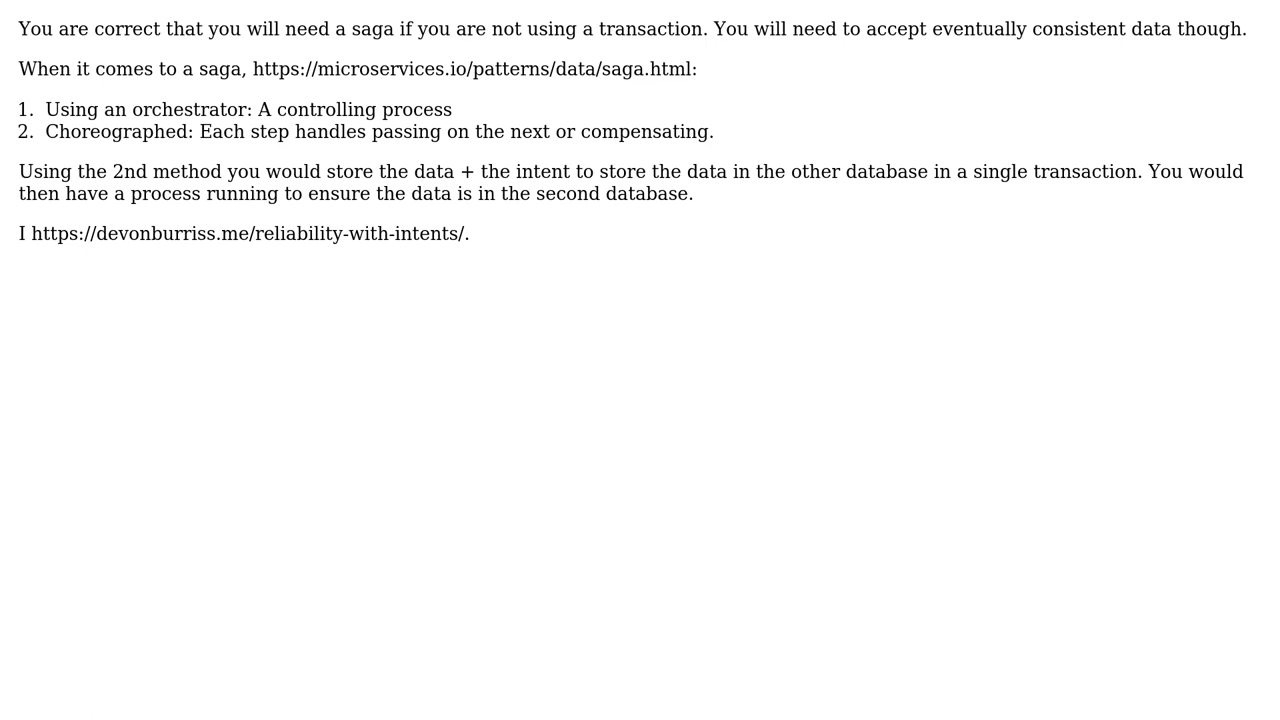 You are correct that you will need a saga if you are not using a transaction. You will need to accept eventually consistent data though.
When it comes to a saga, https://microservices.io/patterns/data/saga.html:
1. Using an orchestrator: A controlling process
2. Choreographed: Each step handles passing on the next or compensating.
Using the 2nd method you would store the data + the intent to store the data in the other database in a single transaction. You would
then have a process running to ensure the data is in the second database.
I https://devonburriss.me/reliability-with-intents/.